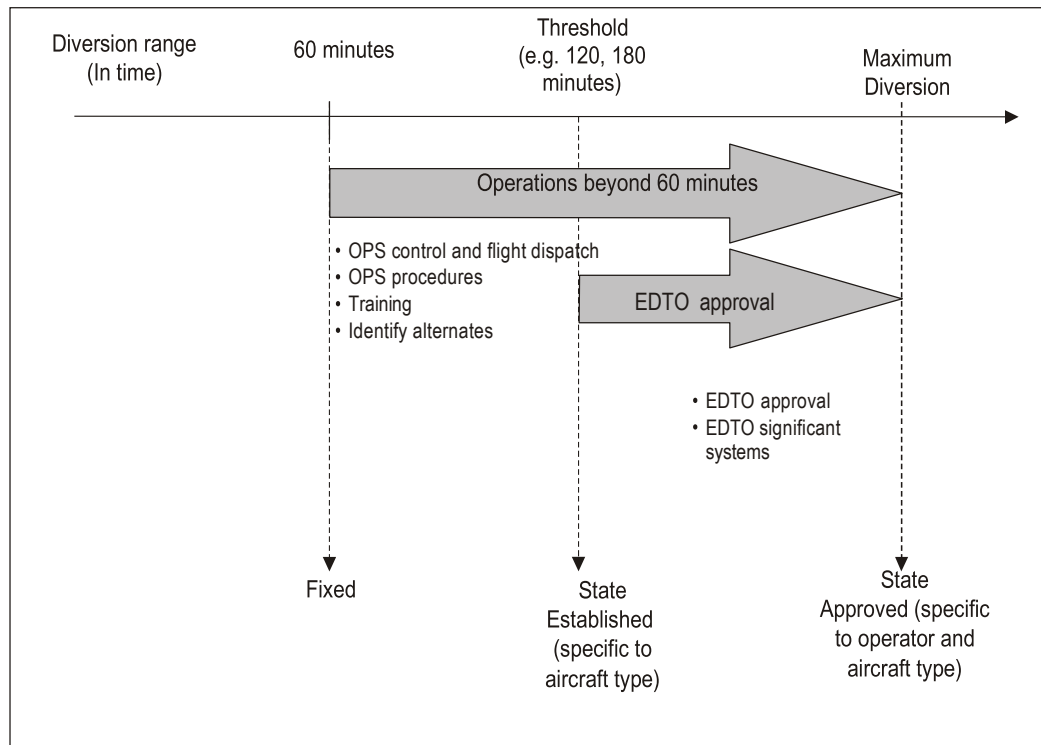 Diversion range
(In time)
60 minutes
Threshold
(e.g. 120, 180
minutes)
Maximum
Diversion
Operations beyond 60 minutes
• OPS control and flight dispatch
• OPS procedures
• Training
• Identify alternates
EDTO approval
• EDTO approval
• EDTO significant
systems
Fixed
State
Established
(specific to
aircraft type)
State
Approved (specific
to operator and
aircraft type)